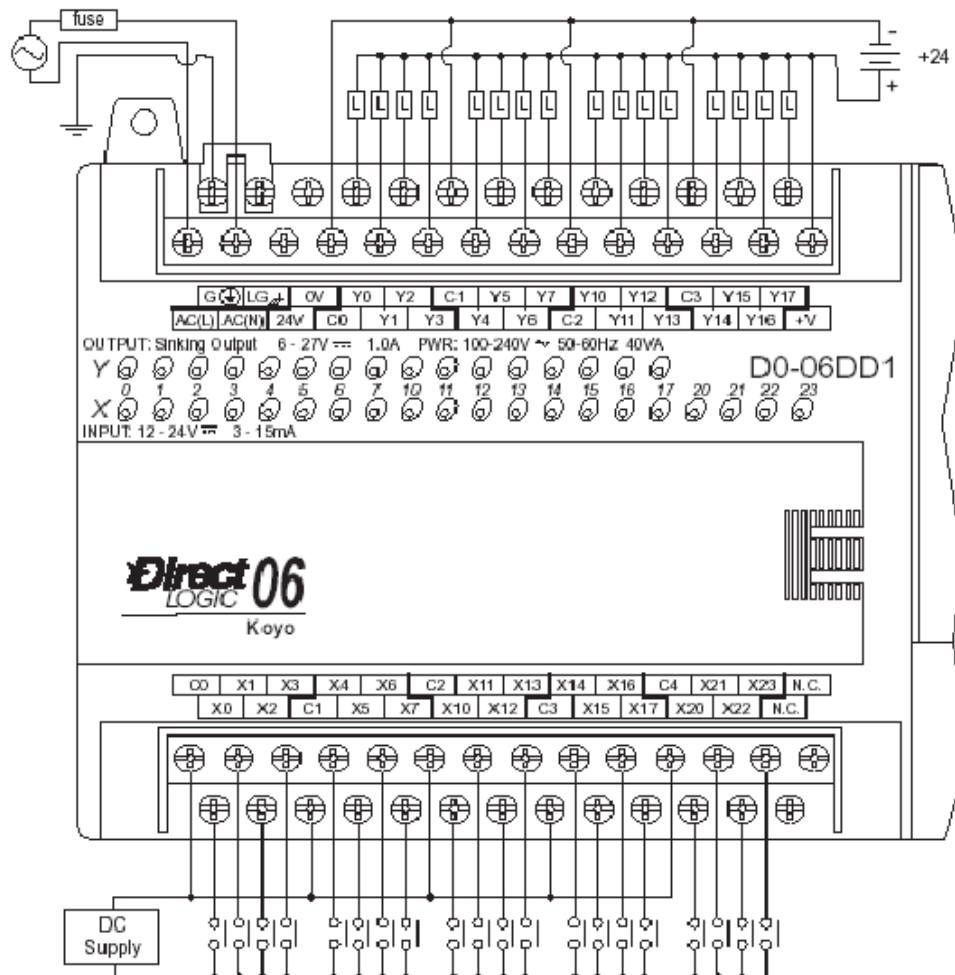 fuse
-
+24
+
L L L L L L L L L L L L L L L L
G LG 0V Y0 Y2 C1 Y5 Y7 Y10 Y12 C3 Y15 Y17
AC(L) AC(N) 24V C0 Y1 Y3 Y4 Y6 C2 Y11 Y13 Y14 Y16 +V
OUTPUT: Sinking Output 6 - 27V 1.0A PWR: 100-240V ~ 50-60Hz 40VA
Y D0-06DD1
0 1 2 3 4 5 6 7 10 11 12 13 14 15 16 17 20 21 22 23
X
INPUT: 12 - 24V 3 - 15mA
Direct
LOGIC 06
Koyo
C0 X1 X3 X4 X6 C2 X11 X13 X14 X16 C4 X21 X23 N.C.
X0 X2 C1 X5 X7 X10 X12 C3 X15 X17 X20 X22 N.C.
DC
Supply